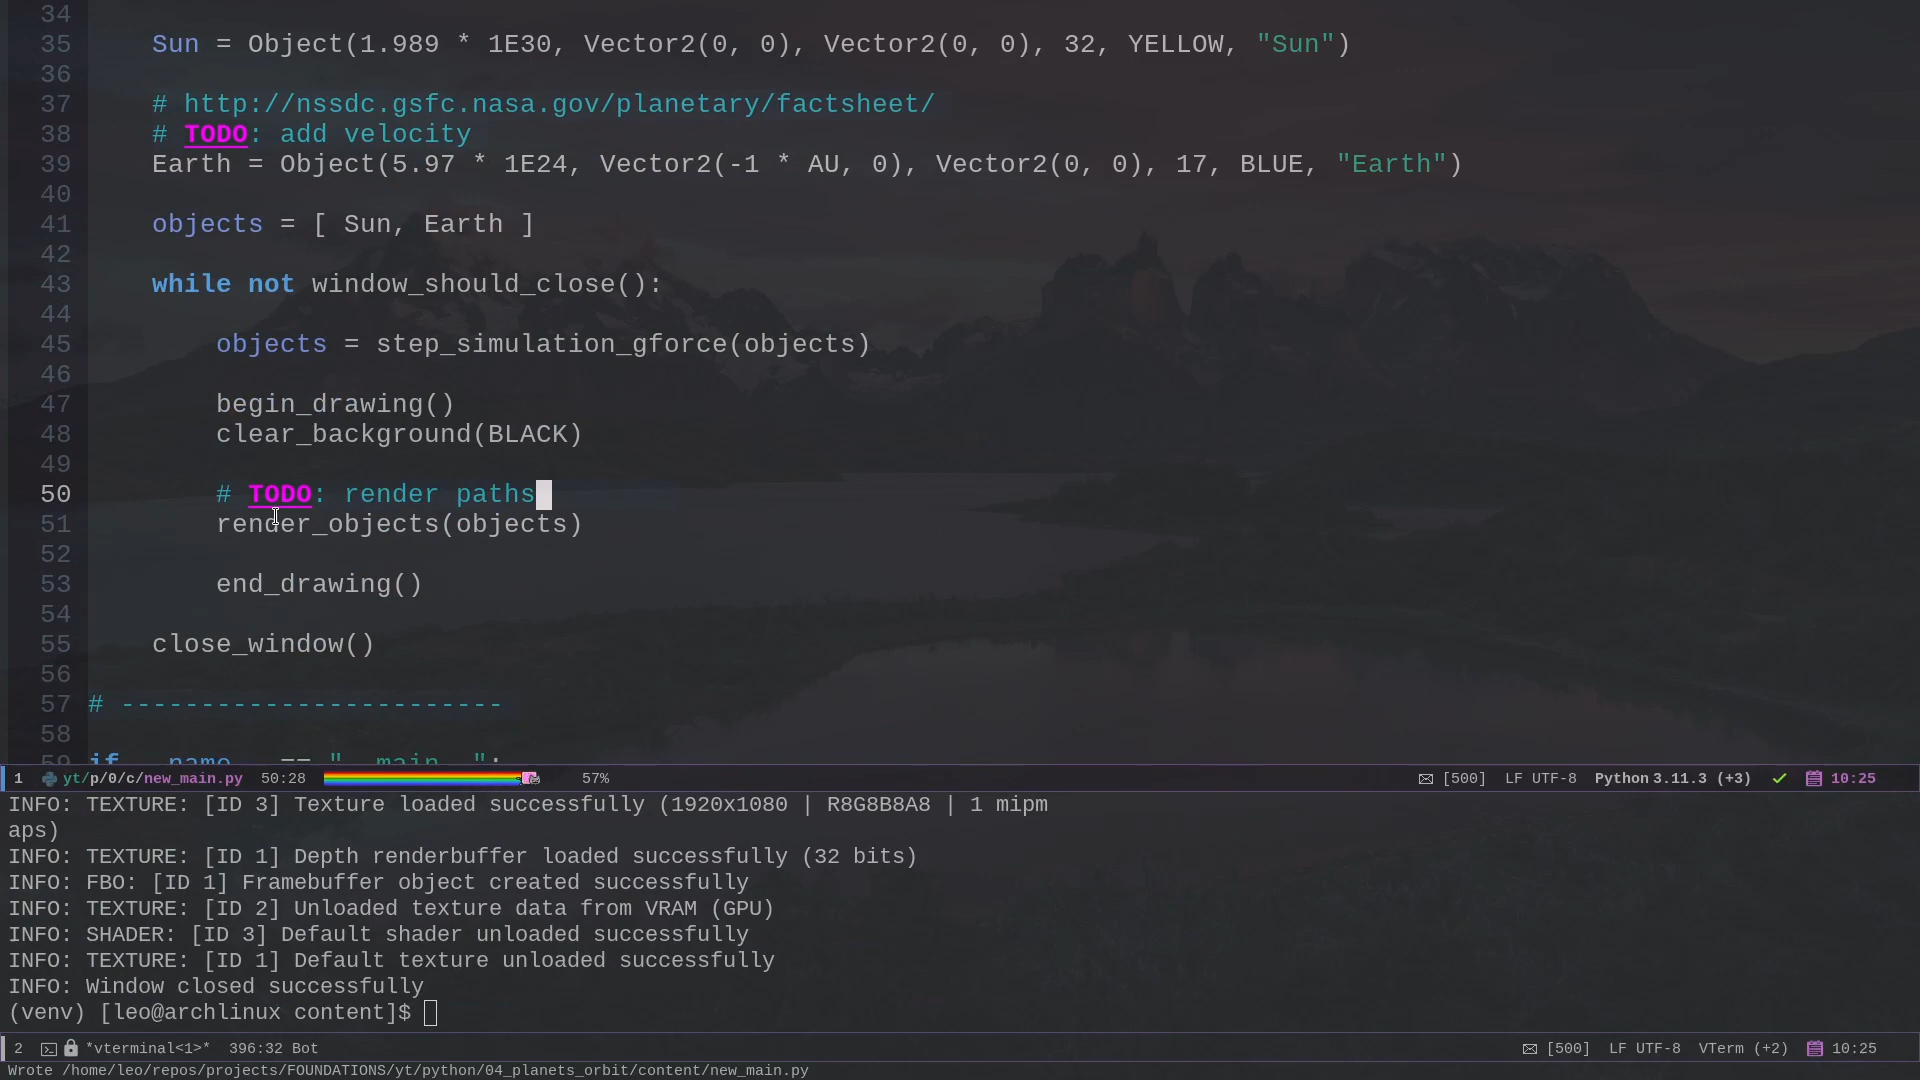 34
35 Sun = Object(1.989 * 1E30, Vector2(0, 0), Vector2(0, 0), 32, YELLOW, "Sun")
36
37 # http://nssdc.gsfc.nasa.gov/planetary/factsheet/
38 # TODO: add velocity
39 Earth = Object(5.97 * 1E24, Vector2(-1 * AU, 0), Vector2(0, 0), 17, BLUE, "Earth")
40
41 objects = [ Sun, Earth ]
42
43 while not window_should_close():
44
45 objects = step_simulation_gforce(objects)
46
47 begin_drawing()
48 clear_background(BLACK)
49
50 # TODO: render paths
51 render_objects(objects)
52
53 end_drawing()
54
55 close_window()
56
57 # ------------------------
58
59 if __name__ == "__main__":
1 yt/p/0/c/new_main.py 50:28 57% [500] LF UTF-8 Python 3.11.3 (+3) 10:25
INFO: TEXTURE: [ID 3] Texture loaded successfully (1920x1080 | R8G8B8A8 | 1 mipm
aps)
INFO: TEXTURE: [ID 1] Depth renderbuffer loaded successfully (32 bits)
INFO: FBO: [ID 1] Framebuffer object created successfully
INFO: TEXTURE: [ID 2] Unloaded texture data from VRAM (GPU)
INFO: SHADER: [ID 3] Default shader unloaded successfully
INFO: TEXTURE: [ID 1] Default texture unloaded successfully
INFO: Window closed successfully
(venv) [leo@archlinux content]$
2 *vterminal<1>* 396:32 Bot [500] LF UTF-8 VTerm (+2) 10:25
Wrote /home/leo/repos/projects/FOUNDATIONS/yt/python/04_planets_orbit/content/new_main.py